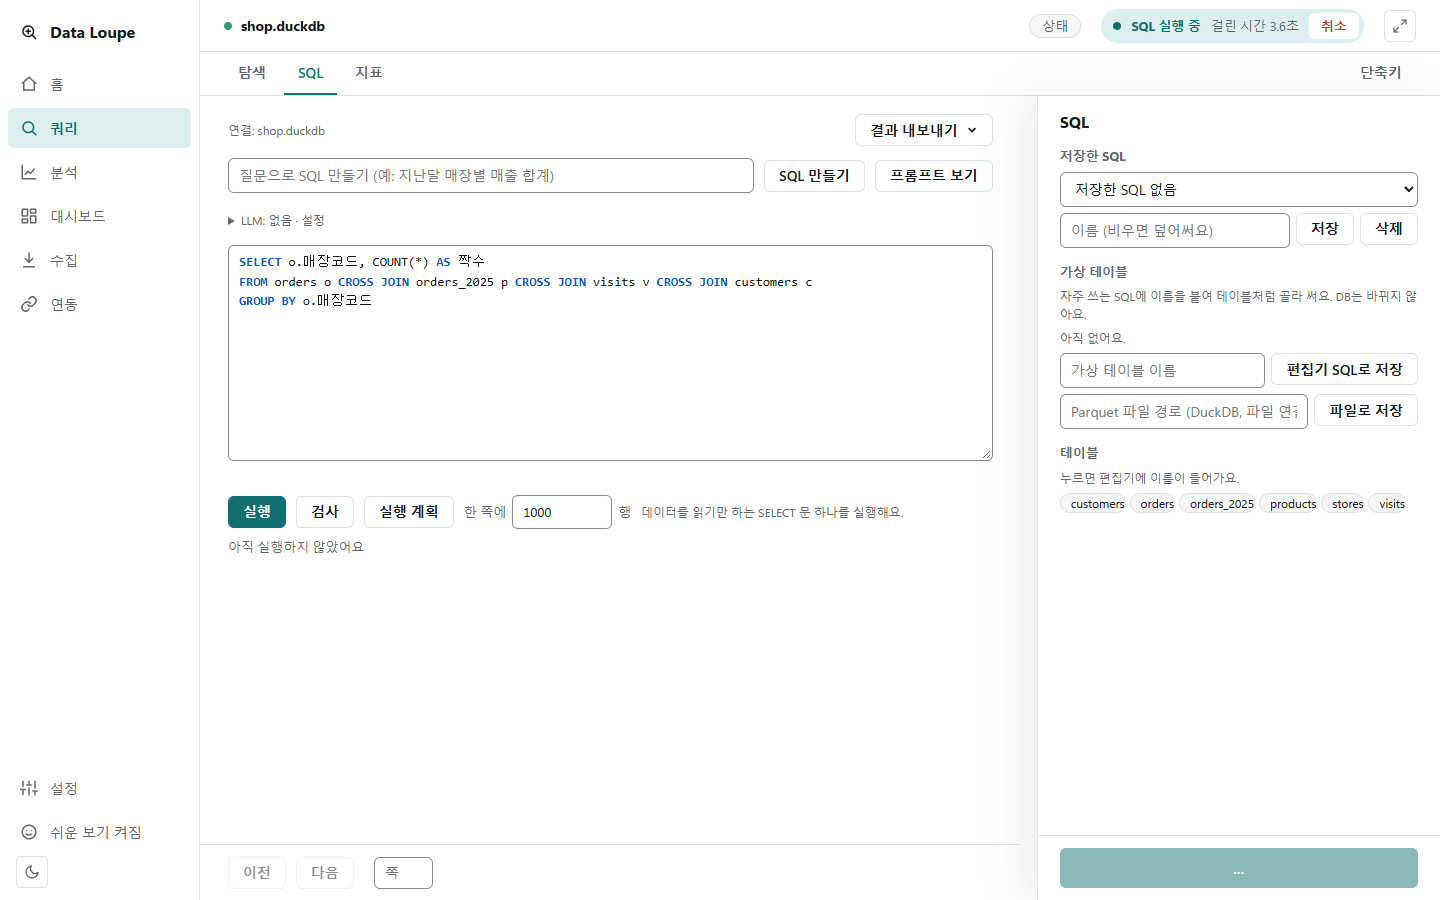 Data Loupe
홈
쿼리
분석
대시보드
수집
연동
설정
쉬운 보기 켜짐
shop.duckdb
상태
SQL 실행 중 걸린 시간 3.6초 취소
탐색 SQL 지표
단축키
연결: shop.duckdb
결과 내보내기
질문으로 SQL 만들기 (예: 지난달 매장별 매출 합계)
SQL 만들기
프롬프트 보기
LLM: 없음 · 설정
SELECT o.매장코드, COUNT(*) AS 짝수
FROM orders o CROSS JOIN orders_2025 p CROSS JOIN visits v CROSS JOIN customers c
GROUP BY o.매장코드
실행 검사 실행 계획 한 쪽에 1000 행 데이터를 읽기만 하는 SELECT 문 하나를 실행해요.
아직 실행하지 않았어요
이전 다음 쪽
SQL
저장한 SQL
저장한 SQL 없음
이름 (비우면 덮어써요) 저장 삭제
가상 테이블
자주 쓰는 SQL에 이름을 붙여 테이블처럼 골라 써요. DB는 바뀌지 않
아요.
아직 없어요.
가상 테이블 이름 편집기 SQL로 저장
Parquet 파일 경로 (DuckDB, 파일 연결 파일로 저장
테이블
누르면 편집기에 이름이 들어가요.
customers orders orders_2025 products stores visits
...